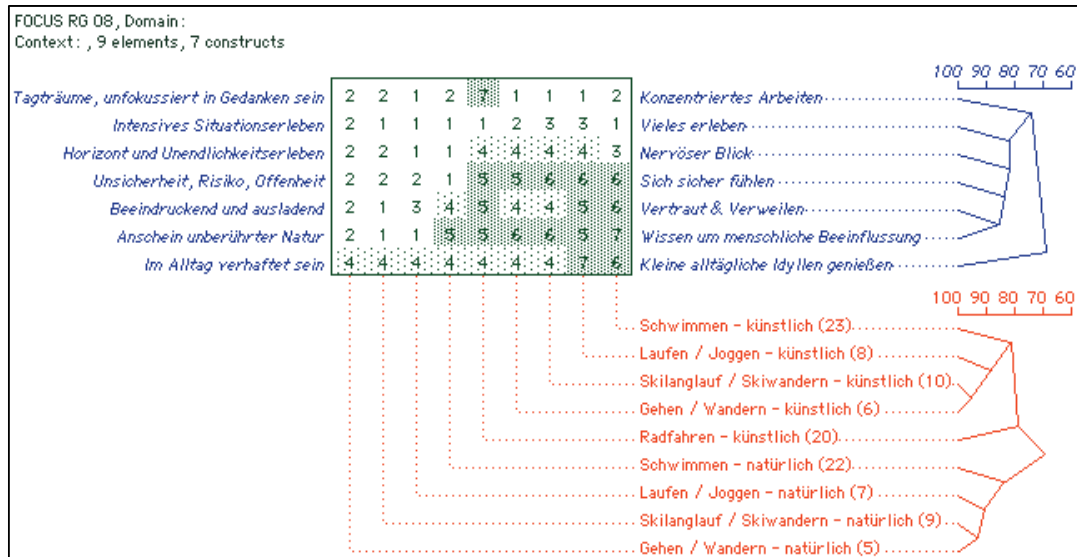 FOCUS RG 08, Domain:
Context: , 9 elements, 7 constructs
100 90 80 70 60
Tagträume, unfokussiert in Gedanken sein 2 2 1 2 7 1 1 1 2 Konzentriertes Arbeiten
Intensives Situationserleben 2 1 1 1 1 2 3 3 1 Vieles erleben
Horizont und Unendlichkeitserleben 2 2 1 1 4 4 4 4 3 Nervöser Blick
Unsicherheit, Risiko, Offenheit 2 2 2 1 5 5 6 6 6 Sich sicher fühlen
Beeindruckend und ausladend 2 1 3 4 5 4 4 5 6 Vertraut & Verweilen
Anschein unberührter Natur 2 1 1 5 5 6 6 5 7 Wissen um menschliche Beeinflussung
Im Alltag verhaftet sein 4 4 4 4 4 4 4 7 6 Kleine alltägliche Idyllen genießen
100 90 80 70 60
Schwimmen - künstlich (23)
Laufen / Joggen - künstlich (8)
Skilanglauf / Skiwandern - künstlich (10)
Gehen / Wandern - künstlich (6)
Radfahren - künstlich (20)
Schwimmen - natürlich (22)
Laufen / Joggen - natürlich (7)
Skilanglauf / Skiwandern - natürlich (9)
Gehen / Wandern - natürlich (5)